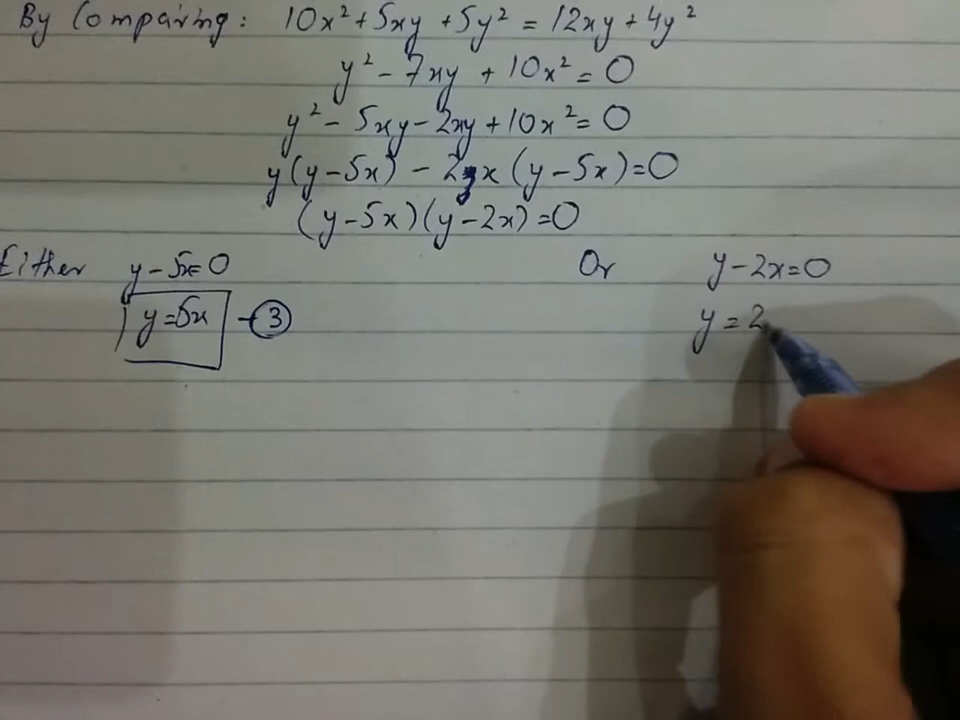 By Comparing: 10x² + 5xy + 5y² = 12xy + 4y²
y² - 7xy + 10x² = 0
y² - 5xy - 2xy + 10x² = 0
y(y - 5x) - 2x(y - 5x) = 0
(y - 5x)(y - 2x) = 0
Either y - 5x = 0 Or y - 2x = 0
y = 5x - 3 y = 2